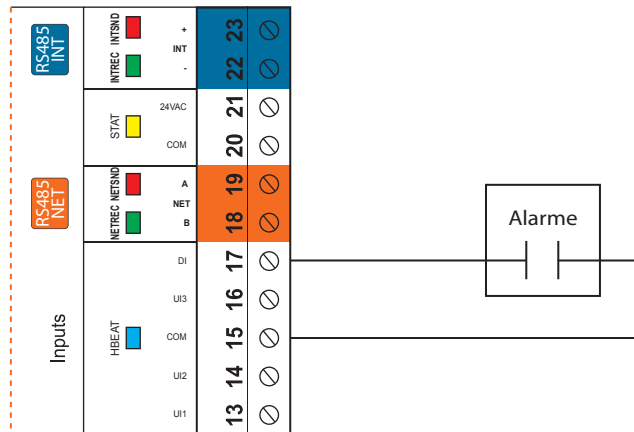 RS485
INT
INTREC INTSND
+
INT
-
23
22
STAT
24VAC
COM
21
20
RS485
NET
NETREC NETSND
A
NET
B
19
18
Alarme
Inputs
HBEAT
DI
17
UI3
16
COM
15
UI2
14
UI1
13